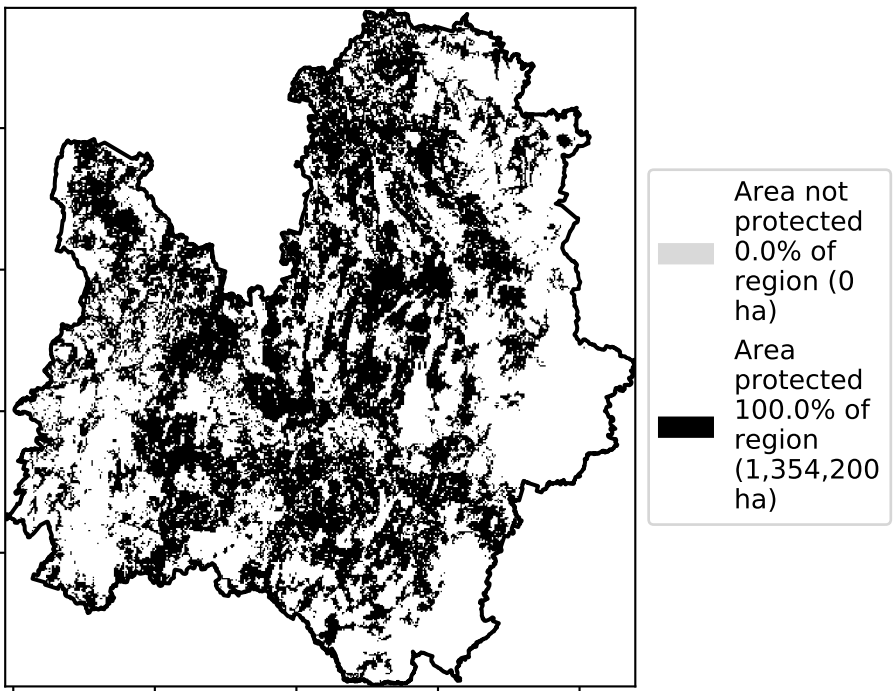 Area not
protected
0.0% of
region (0
ha)
Area
protected
100.0% of
region
(1,354,200
ha)